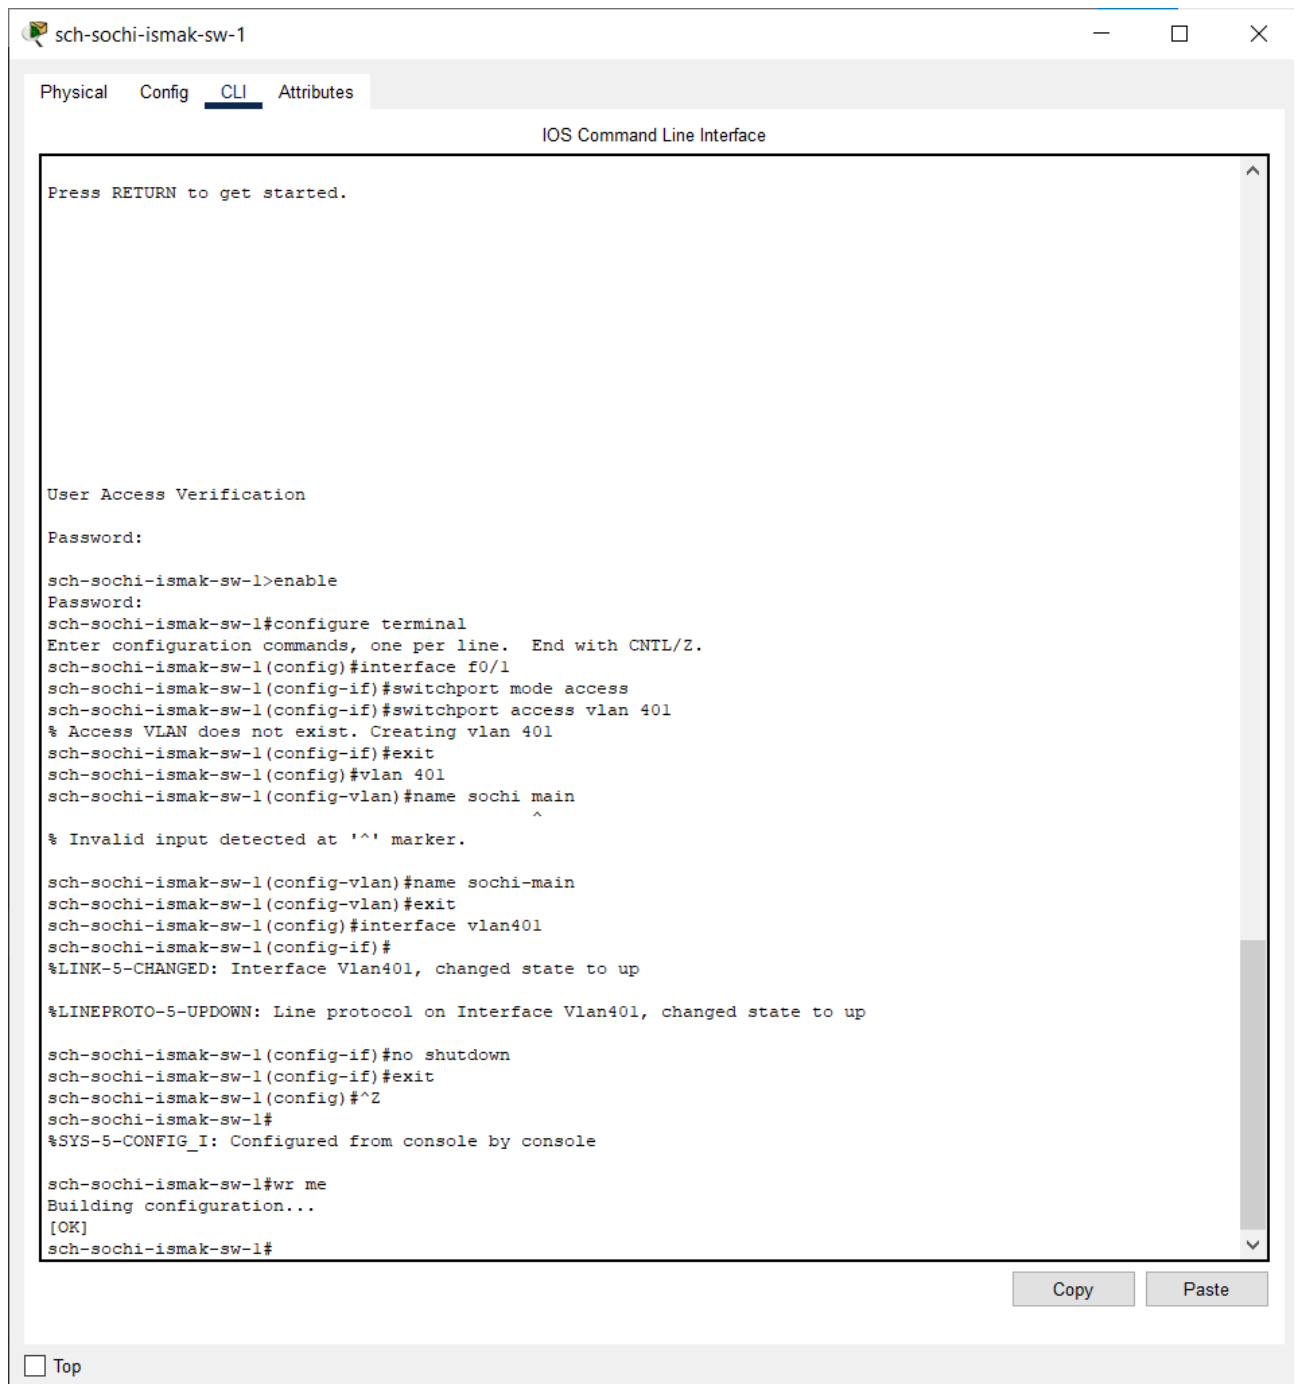 sch-sochi-ismak-sw-1
Physical Config CLI Attributes
IOS Command Line Interface
Press RETURN to get started.
User Access Verification
Password:
sch-sochi-ismak-sw-1>enable
Password:
sch-sochi-ismak-sw-1#configure terminal
Enter configuration commands, one per line.  End with CNTL/Z.
sch-sochi-ismak-sw-1(config)#interface f0/1
sch-sochi-ismak-sw-1(config-if)#switchport mode access
sch-sochi-ismak-sw-1(config-if)#switchport access vlan 401
% Access VLAN does not exist. Creating vlan 401
sch-sochi-ismak-sw-1(config-if)#exit
sch-sochi-ismak-sw-1(config)#vlan 401
sch-sochi-ismak-sw-1(config-vlan)#name sochi main
^
% Invalid input detected at '^' marker.
sch-sochi-ismak-sw-1(config-vlan)#name sochi-main
sch-sochi-ismak-sw-1(config-vlan)#exit
sch-sochi-ismak-sw-1(config)#interface vlan401
sch-sochi-ismak-sw-1(config-if)#
%LINK-5-CHANGED: Interface Vlan401, changed state to up
%LINEPROTO-5-UPDOWN: Line protocol on Interface Vlan401, changed state to up
sch-sochi-ismak-sw-1(config-if)#no shutdown
sch-sochi-ismak-sw-1(config-if)#exit
sch-sochi-ismak-sw-1(config)#^Z
sch-sochi-ismak-sw-1#
%SYS-5-CONFIG_I: Configured from console by console
sch-sochi-ismak-sw-1#wr me
Building configuration...
[OK]
sch-sochi-ismak-sw-1#
Copy Paste
Top